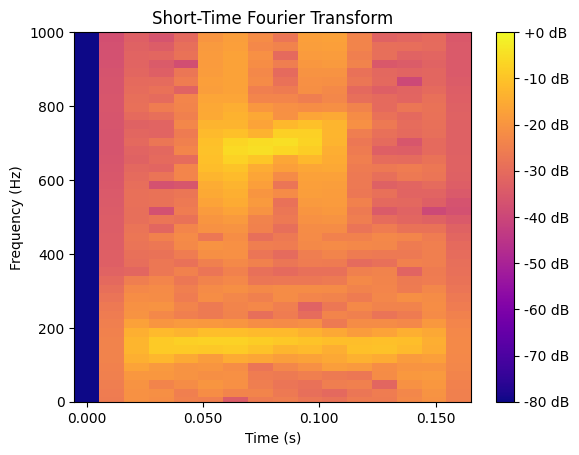 Short-Time Fourier Transform
1000
800
600
400
200
0
Frequency (Hz)
0.000
0.050
0.100
0.150
Time (s)
+0 dB
-10 dB
-20 dB
-30 dB
-40 dB
-50 dB
-60 dB
-70 dB
-80 dB